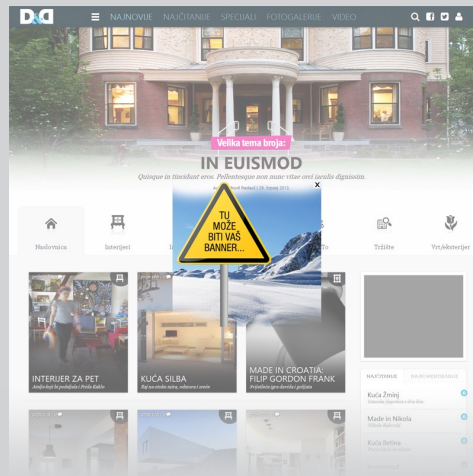 D&D
NAJNOVIJE NAJČITANIJE SPECIJALI FOTOGALERIJE VIDEO
Velika tema broja:
IN EUISMOD
Quisque in tincidunt eros. Pellentesque non nunc vitae orci iaculis dignissim.
x
TU
MOŽE
BITI VAŠ
BANNER...
Naslovnica
Interijeri
To
Tržište
Vrt/eksterijer
INTERIJER ZA PET
KUĆA SILBA
MADE IN CROATIA:
FILIP GORDON FRANK
NAJČITANIJE
Kuća Žminj
Made in Nikola
Kuća Betina